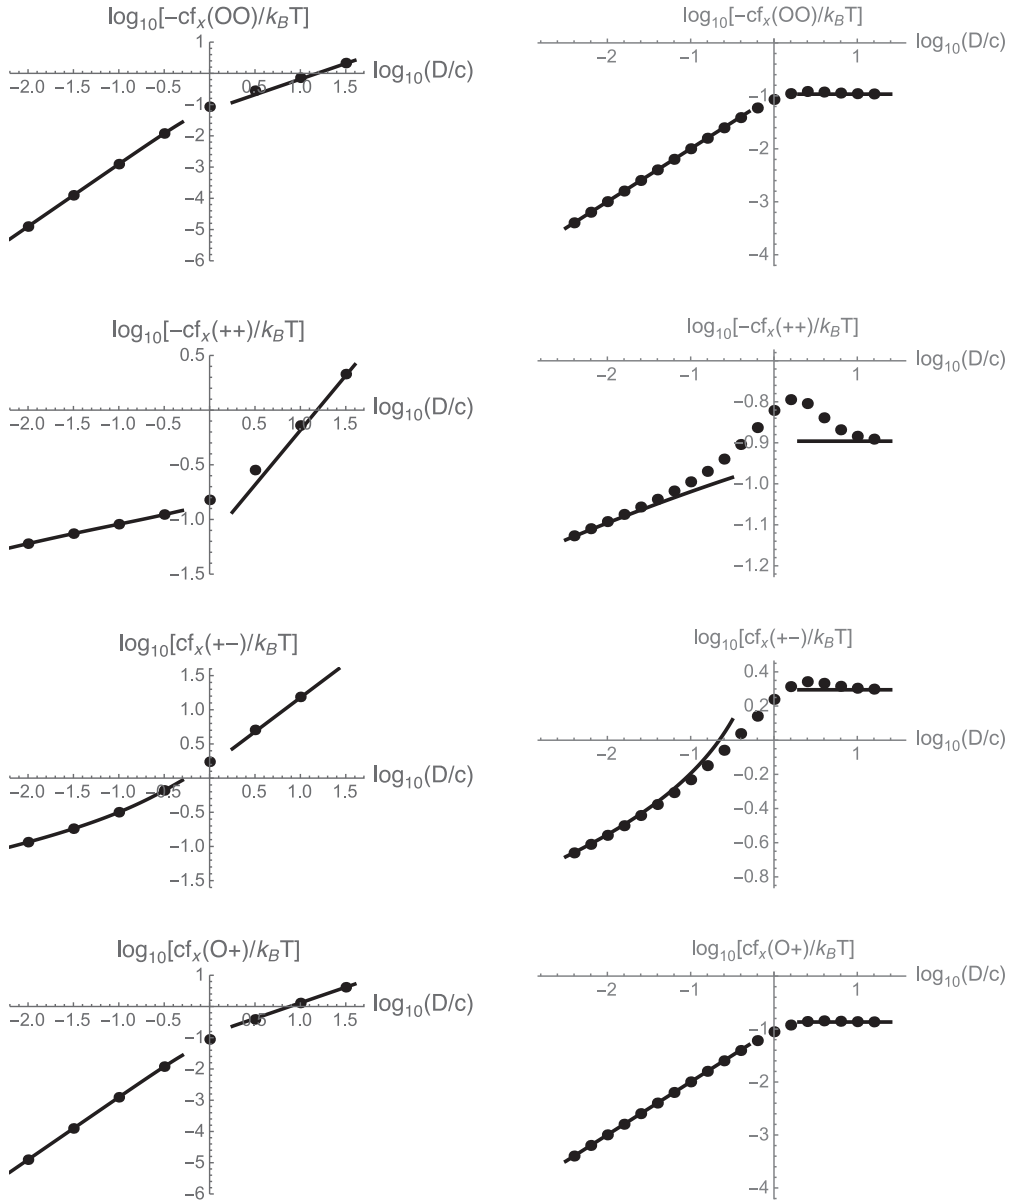 log10[−cfx(OO)/kBT]
1
log10(D/c)
−2.0 −1.5 −1.0 −0.5 0.5 1.0 1.5
−1
−2
−3
−4
−5
−6
log10[−cfx(OO)/kBT]
log10(D/c)
−2 −1 1
−1
−2
−3
−4
log10[−cfx(++)/kBT]
0.5
log10(D/c)
−2.0 −1.5 −1.0 −0.5 0.5 1.0 1.5
−0.5
−1.0
−1.5
log10[−cfx(++)/kBT]
log10(D/c)
−2 −1 1
−0.8
−0.9
−1.0
−1.1
−1.2
log10[cfx(+−)/kBT]
1.5
1.0
0.5
log10(D/c)
−2.0 −1.5 −1.0 −0.5 0.5 1.0 1.5
−0.5
−1.0
−1.5
log10[cfx(+−)/kBT]
0.4
0.2
log10(D/c)
−2 −1 1
−0.2
−0.4
−0.6
−0.8
log10[cfx(O+)/kBT]
1
log10(D/c)
−2.0 −1.5 −1.0 −0.5 0.5 1.0 1.5
−1
−2
−3
−4
−5
−6
log10[cfx(O+)/kBT]
log10(D/c)
−2 −1 1
−1
−2
−3
−4